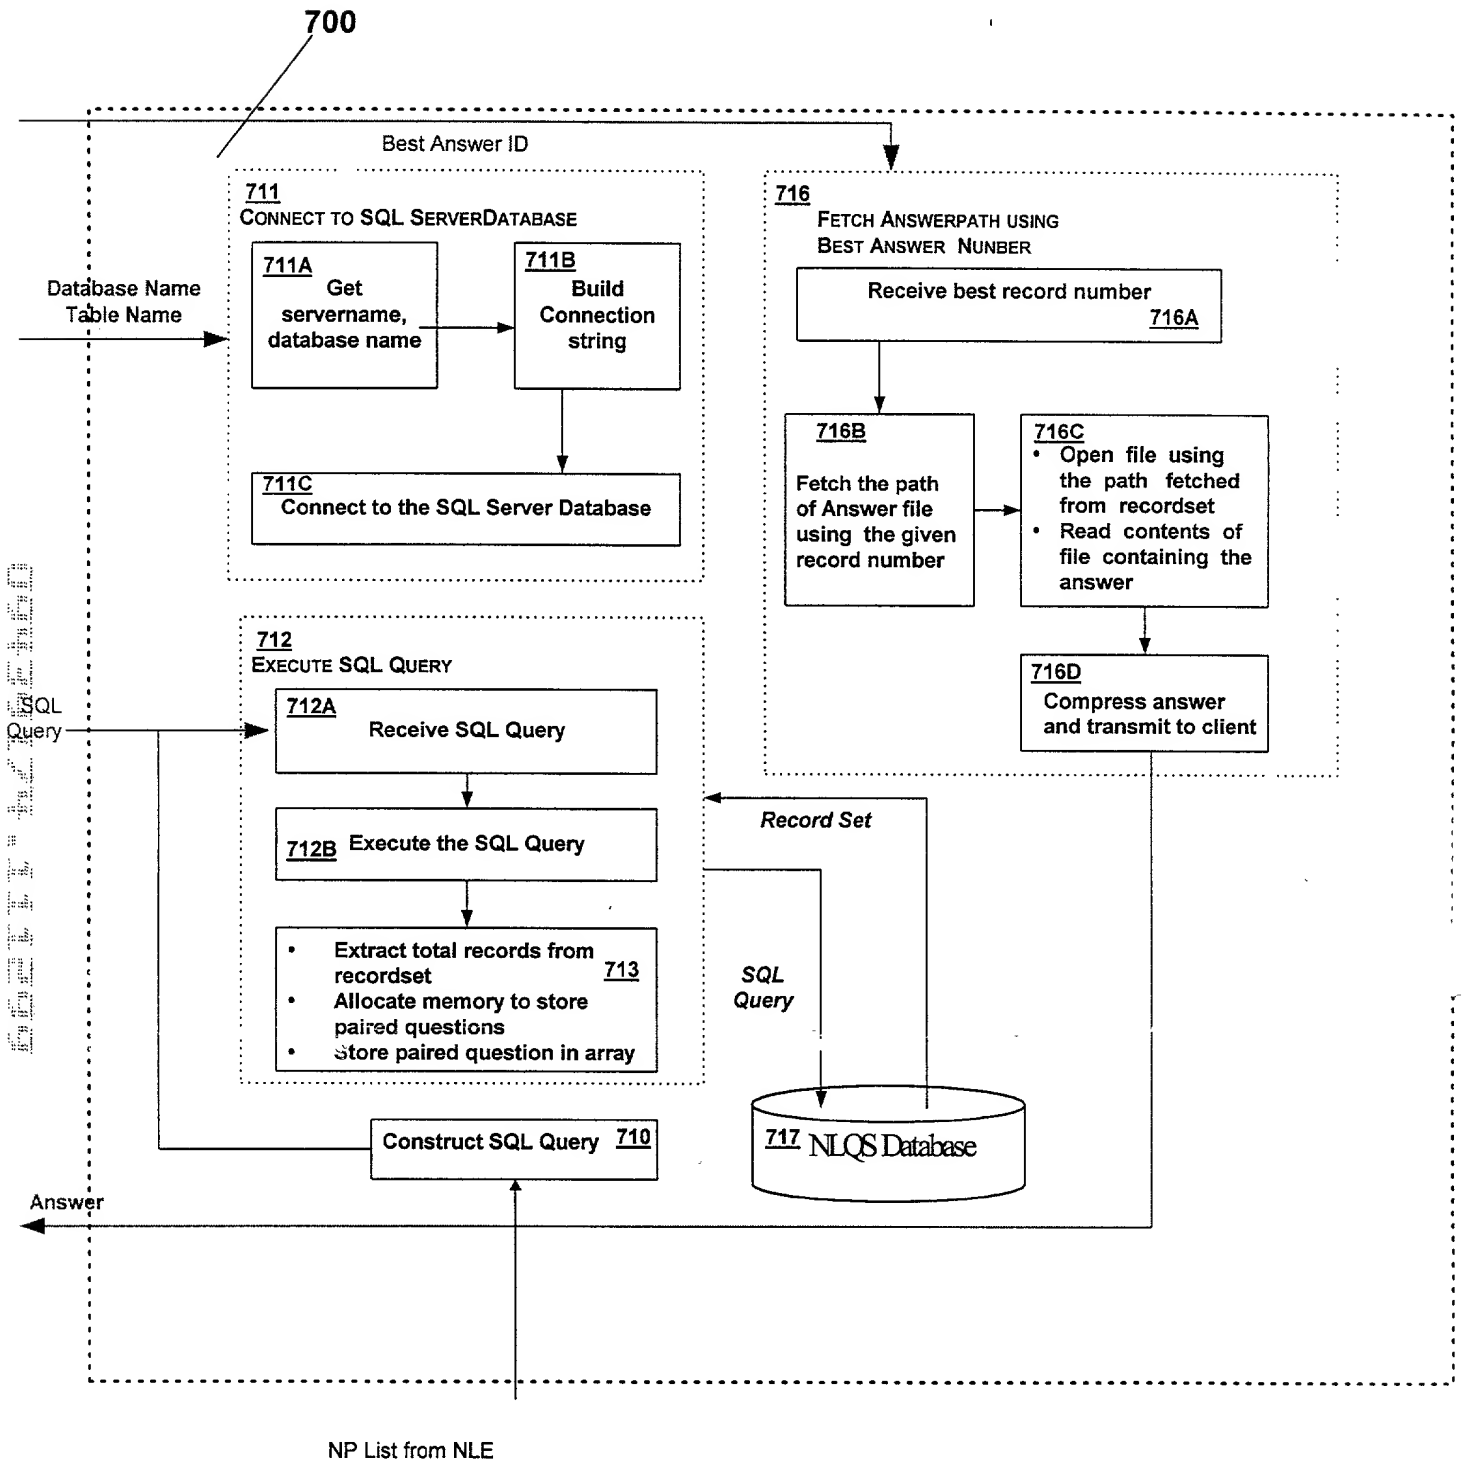 700
Best Answer ID
711
CONNECT TO SQL SERVERDATABASE
711A
Get
servername,
database name
711B
Build
Connection
string
Database Name
Table Name
711C
Connect to the SQL Server Database
716
FETCH ANSWERPATH USING
BEST ANSWER NUNBER
Receive best record number
716A
716B
Fetch the path
of Answer file
using the given
record number
716C
• Open file using
the path fetched
from recordset
• Read contents of
file containing the
answer
716D
Compress answer
and transmit to client
712
EXECUTE SQL QUERY
SQL
Query
712A
Receive SQL Query
712B Execute the SQL Query
• Extract total records from
recordset
713
• Allocate memory to store
paired questions
• Store paired question in array
Record Set
SQL
Query
Construct SQL Query 710
717 NLQS Database
Answer
NP List from NLE